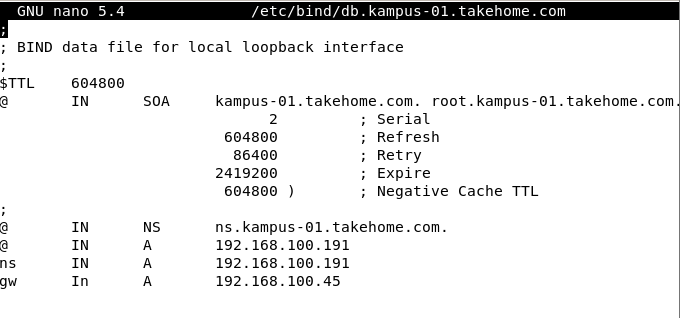 GNU nano 5.4 /etc/bind/db.kampus-01.takehome.com
;
; BIND data file for local loopback interface
;
$TTL 604800
@ IN SOA kampus-01.takehome.com. root.kampus-01.takehome.com.
2 ; Serial
604800 ; Refresh
86400 ; Retry
2419200 ; Expire
604800 ) ; Negative Cache TTL
;
@ IN NS ns.kampus-01.takehome.com.
@ IN A 192.168.100.191
ns IN A 192.168.100.191
gw In A 192.168.100.45